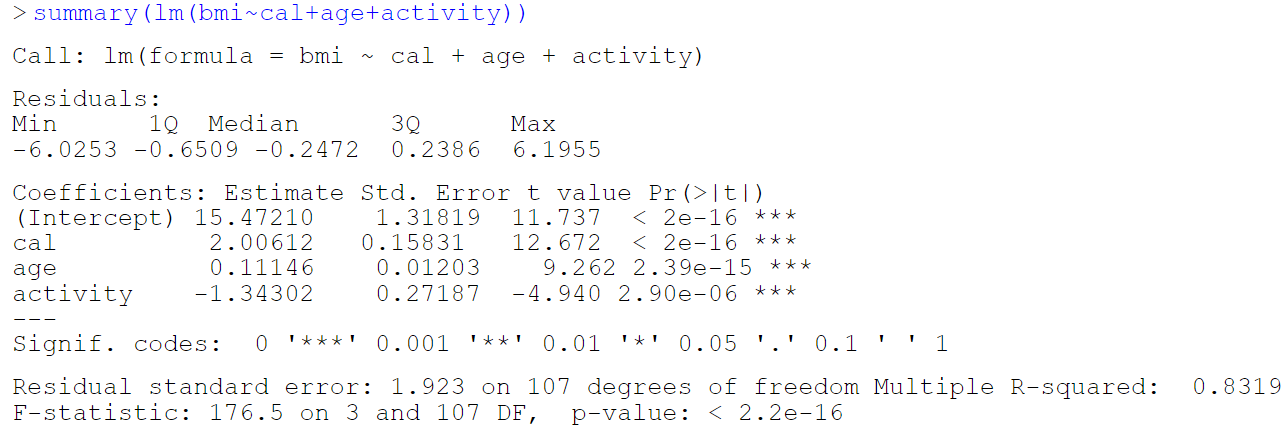 > summary(lm(bmi~cal+age+activity))
Call: lm(formula = bmi ~ cal + age + activity)
Residuals:
Min 1Q Median 3Q Max
-6.0253 -0.6509 -0.2472 0.2386 6.1955
Coefficients: Estimate Std. Error t value Pr(>|t|)
(Intercept) 15.47210 1.31819 11.737 < 2e-16 ***
cal 2.00612 0.15831 12.672 < 2e-16 ***
age 0.11146 0.01203 9.262 2.39e-15 ***
activity -1.34302 0.27187 -4.940 2.90e-06 ***
---
Signif. codes: 0 '***' 0.001 '**' 0.01 '*' 0.05 '.' 0.1 ' ' 1
Residual standard error: 1.923 on 107 degrees of freedom Multiple R-squared: 0.8319
F-statistic: 176.5 on 3 and 107 DF, p-value: < 2.2e-16